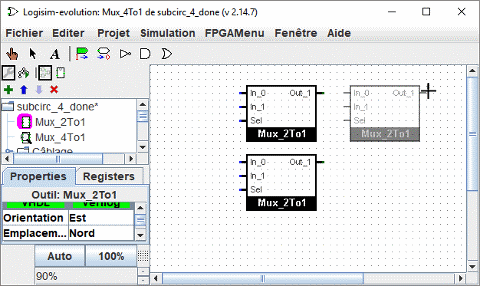 Logisim-evolution: Mux_4To1 de subcirc_4_done (v 2.14.7)
Fichier Editer Projet Simulation FPGAMenu Fenêtre Aide
A
subcirc_4_done*
Mux_2To1
Mux_4To1
Câblage
Properties Registers
Outil: Mux_2To1
VHDL Verilog
Orientation Est
Emplacem... Nord
Auto 100%
90%
In_0 Out_1
In_1
Sel
Mux_2To1
In_0 Out_1
In_1
Sel
Mux_2To1
In_0 Out_1
In_1
Sel
Mux_2To1